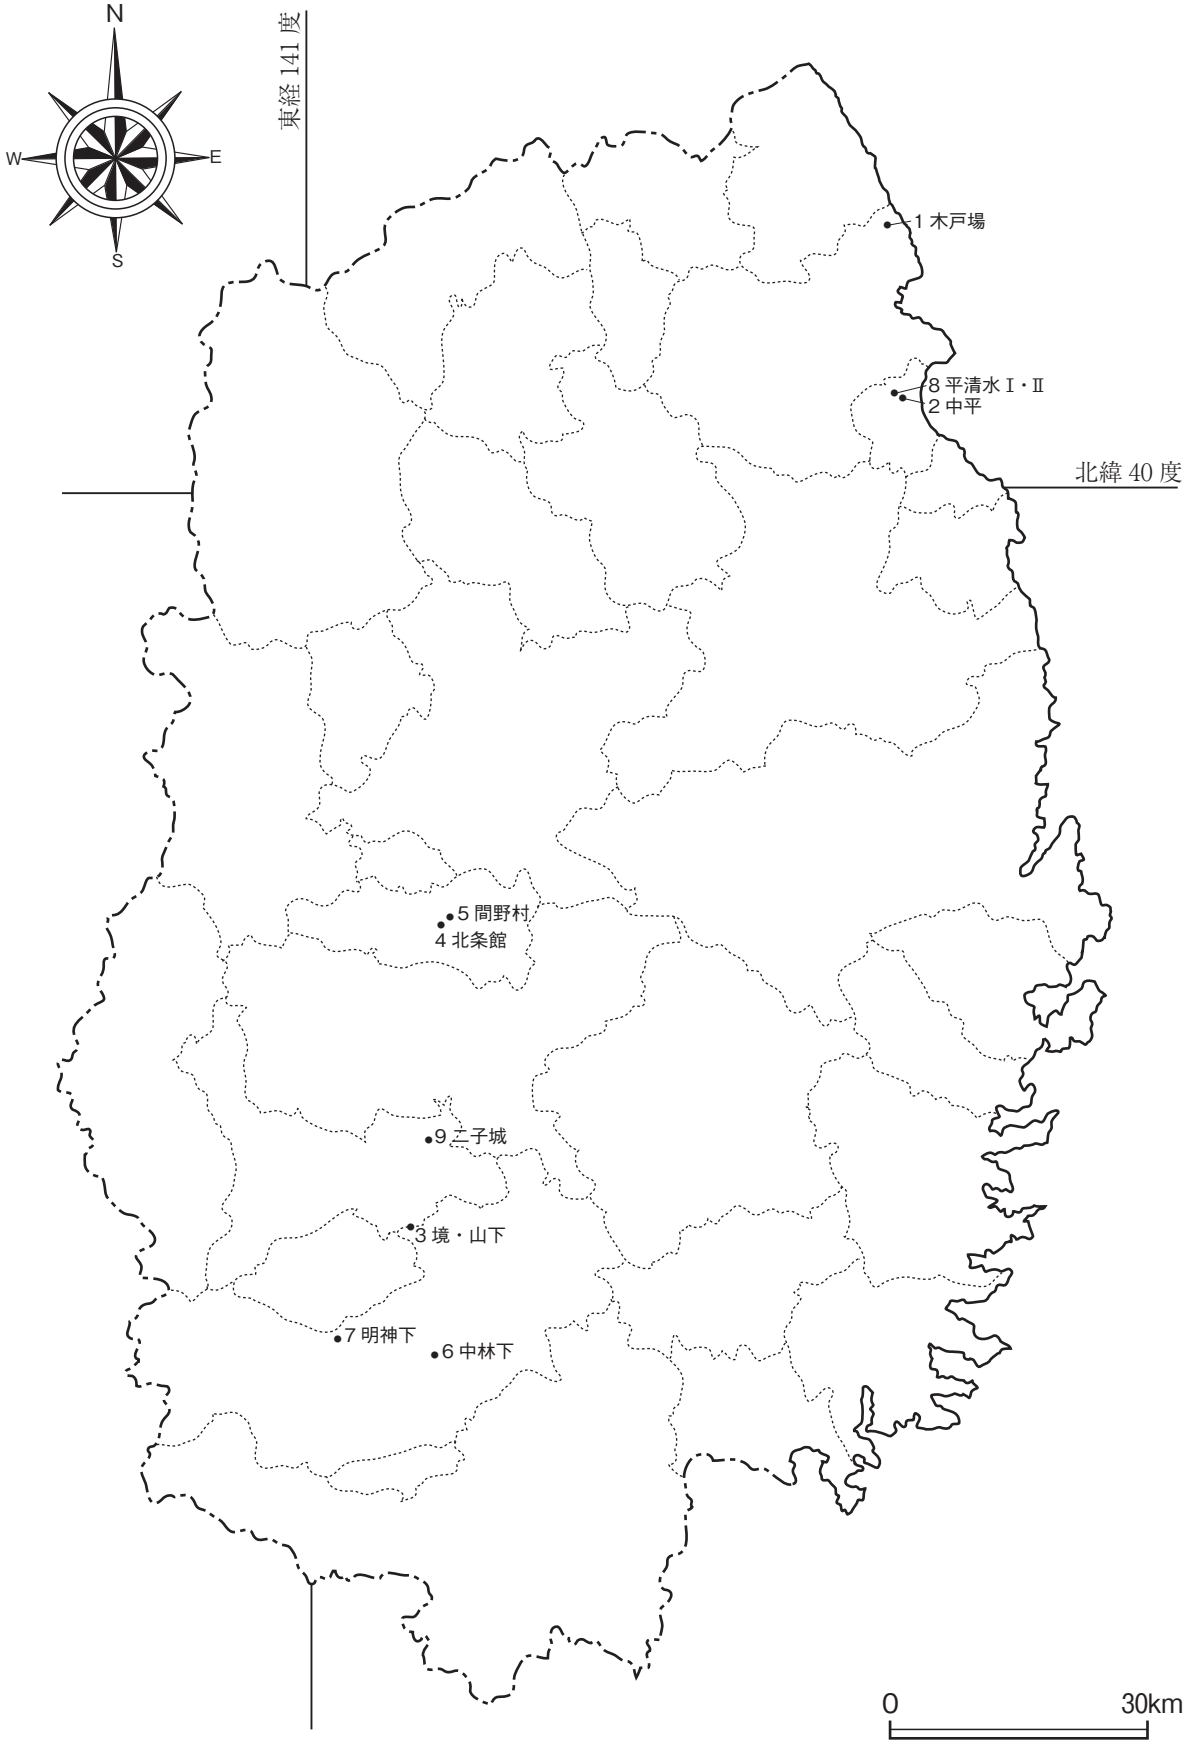 N
W
E
S
東経 141 度
1 木戸場
8 平清水Ⅰ・Ⅱ
2 中平
北緯 40 度
5 間野村
4 北条館
9 二子城
3 境・山下
7 明神下
6 中林下
0
30km